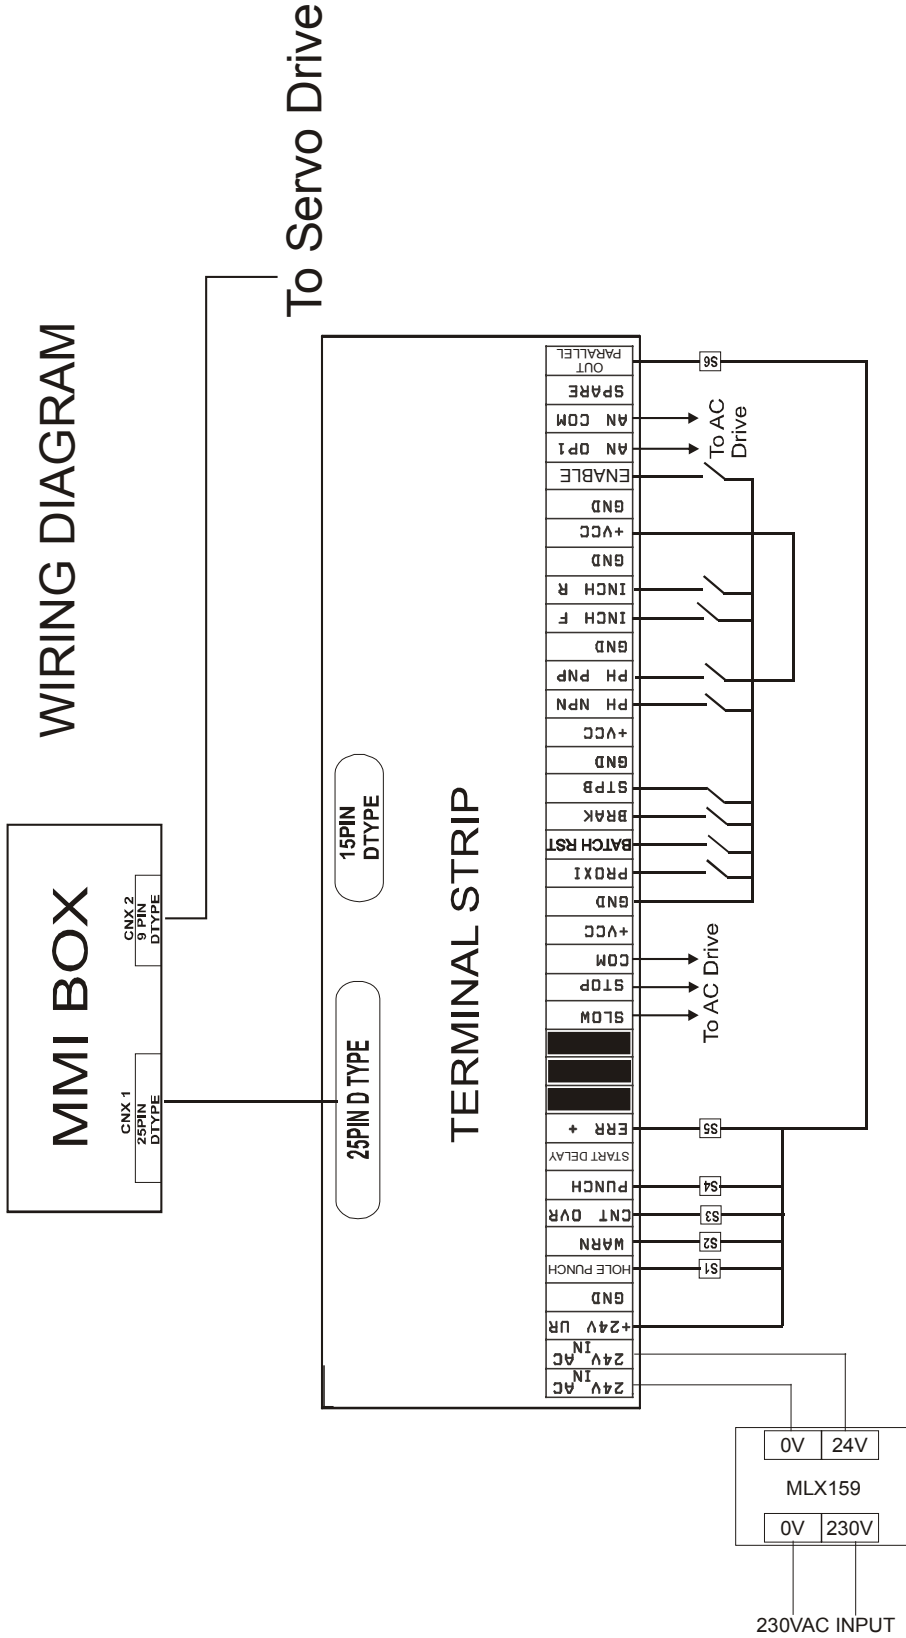 WIRING DIAGRAM
To Servo Drive
MMI BOX
CNX 1
25PIN
DTYPE
CNX 2
9 PIN
DTYPE
25PIN D TYPE
15PIN
DTYPE
TERMINAL STRIP
OUT
PARALLEL
SPARE
AN COM
AN OP1
ENABLE
GND
+VCC
GND
INCH R
INCH F
GND
PH PNP
PH NPN
+VCC
GND
STPB
BRAK
BATCH RST
PROXI
GND
+VCC
COM
STOP
SLOW
ERR +
START DELAY
PUNCH
CNT OVR
WARN
HOLE PUNCH
GND
+24V UR
24V AC
IN
24V AC
IN
S6
To AC
Drive
To AC Drive
S5
S4
S3
S2
S1
0V
24V
MLX159
0V
230V
230VAC INPUT